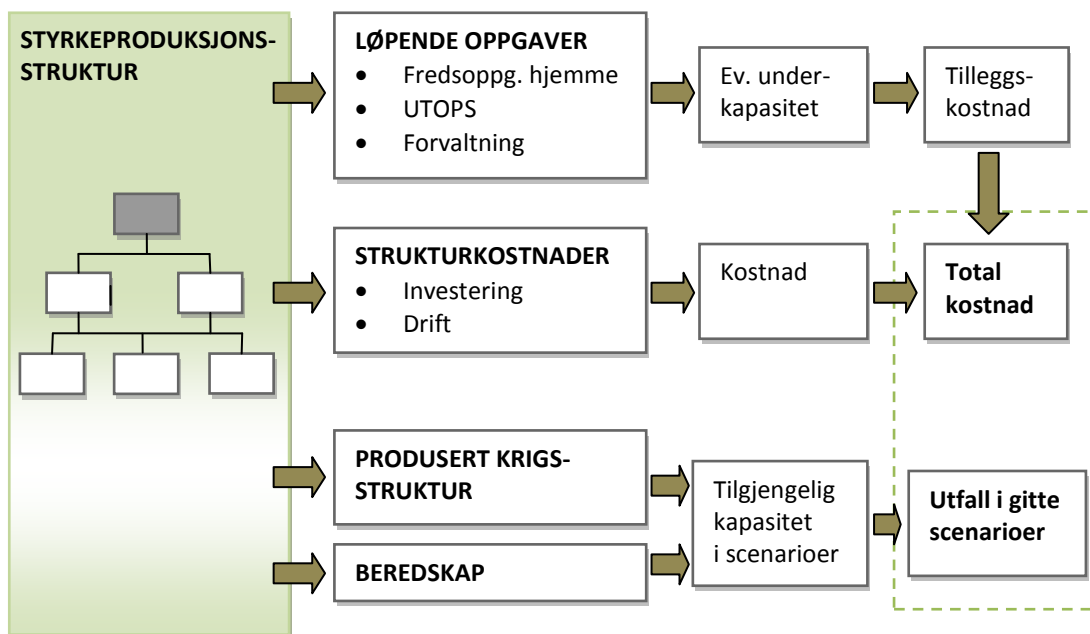 STYRKEPRODUKSJONS-
STRUKTUR
LØPENDE OPPGAVER
• Fredsoppg. hjemme
• UTOPS
• Forvaltning
Ev. under-
kapasitet
Tilleggs-
kostnad
STRUKTURKOSTNADER
• Investering
• Drift
Kostnad
Total
kostnad
PRODUSERT KRIGS-
STRUKTUR
BEREDSKAP
Tilgjengelig
kapasitet
i scenarioer
Utfall i gitte
scenarioer